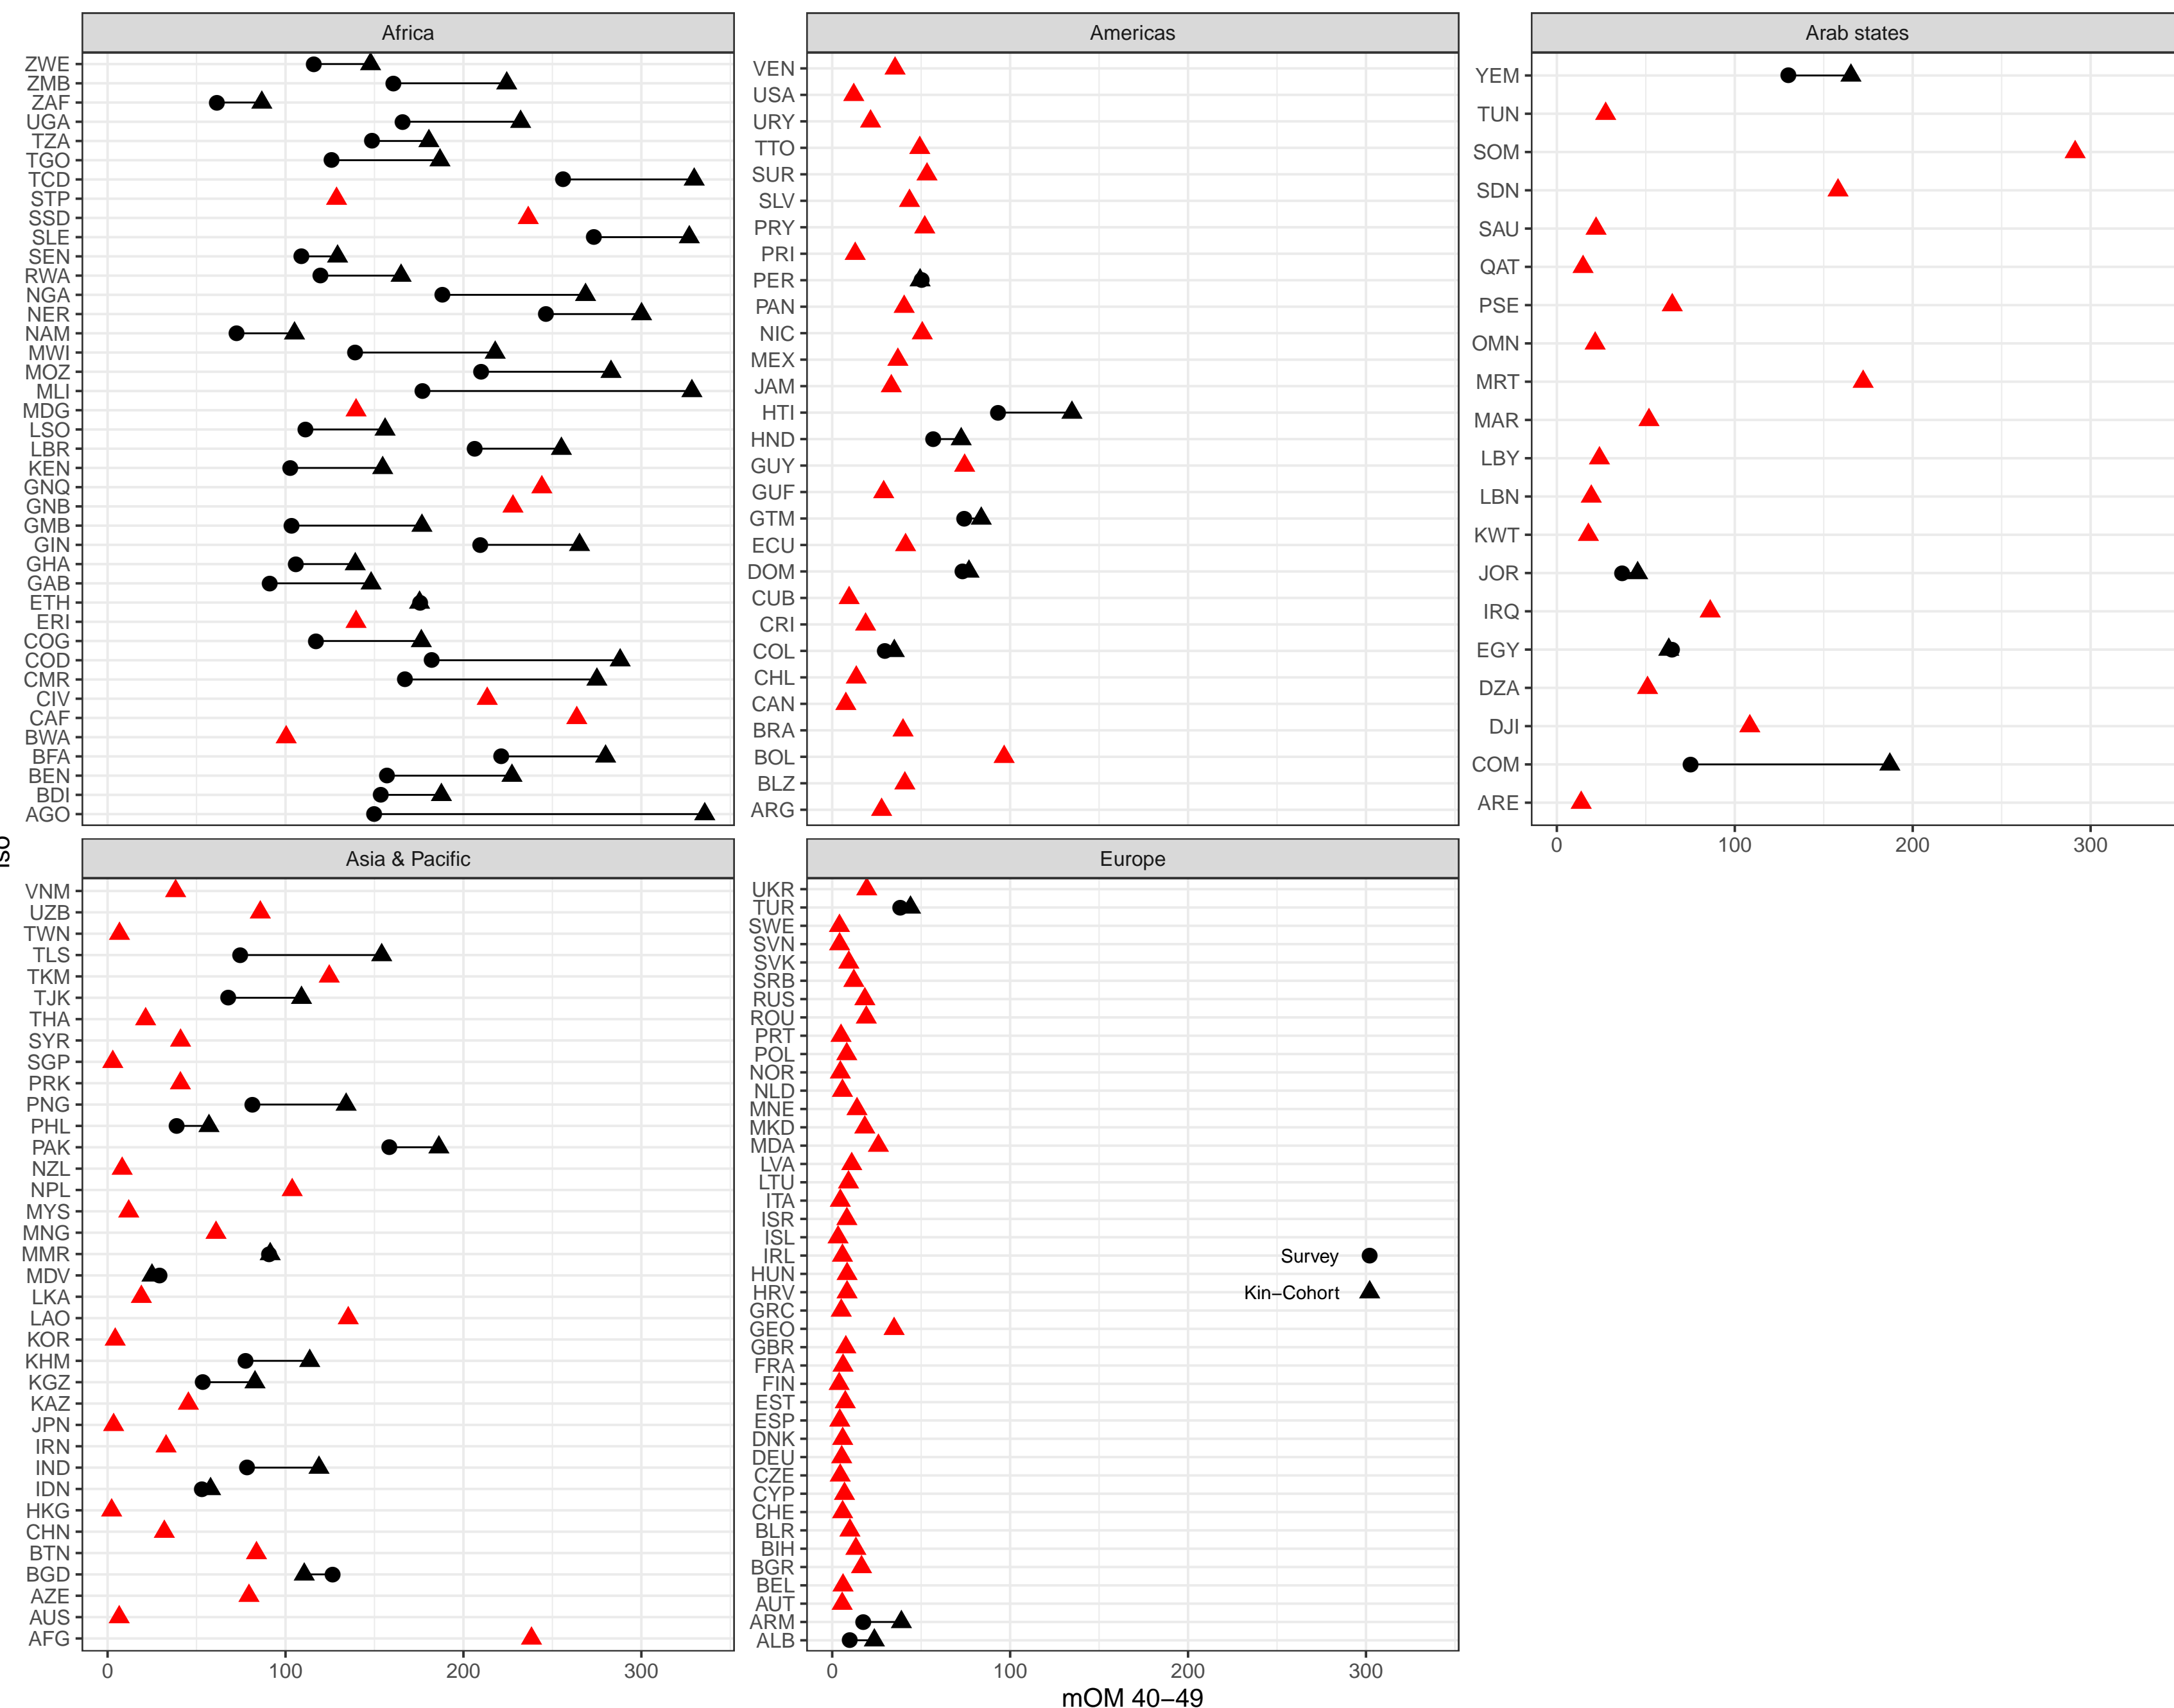 Africa
ZWE
ZMB
ZAF
UGA
TZA
TGO
TCD
STP
SSD
SLE
SEN
RWA
NGA
NER
NAM
MWI
MOZ
MLI
MDG
LSO
LBR
KEN
GNQ
GNB
GMB
GIN
GHA
GAB
ETH
ERI
COG
COD
CMR
CIV
CAF
BWA
BFA
BEN
BDI
AGO
Americas
VEN
USA
URY
TTO
SUR
SLV
PRY
PRI
PER
PAN
NIC
MEX
JAM
HTI
HND
GUY
GUF
GTM
ECU
DOM
CUB
CRI
COL
CHL
CAN
BRA
BOL
BLZ
ARG
Arab states
YEM
TUN
SOM
SDN
SAU
QAT
PSE
OMN
MRT
MAR
LBY
LBN
KWT
JOR
IRQ
EGY
DZA
DJI
COM
ARE
0 100 200 300
iso
Asia & Pacific
VNM
UZB
TWN
TLS
TKM
TJK
THA
SYR
SGP
PRK
PNG
PHL
PAK
NZL
NPL
MYS
MNG
MMR
MDV
LKA
LAO
KOR
KHM
KGZ
KAZ
JPN
IRN
IND
IDN
HKG
CHN
BTN
BGD
AZE
AUS
AFG
0 100 200 300
Europe
UKR
TUR
SWE
SVN
SVK
SRB
RUS
ROU
PRT
POL
NOR
NLD
MNE
MKD
MDA
LVA
LTU
ITA
ISR
ISL
IRL
HUN
HRV
GRC
GEO
GBR
FRA
FIN
EST
ESP
DNK
DEU
CZE
CYP
CHE
BLR
BIH
BGR
BEL
AUT
ARM
ALB
Survey
Kin−Cohort
0 100 200 300
mOM 40−49